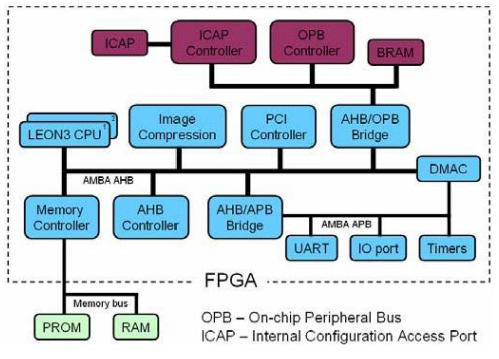 ICAP
ICAP
Controller
OPB
Controller
BRAM
2
1
LEON3 CPU
Image
Compression
PCI
Controller
AHB/OPB
Bridge
AMBA AHB
DMAC
Memory
Controller
AHB
Controller
AHB/APB
Bridge
AMBA APB
UART
IO port
Timers
FPGA
Memory bus
PROM
RAM
OPB – On-chip Peripheral Bus
ICAP – Internal Configuration Access Port